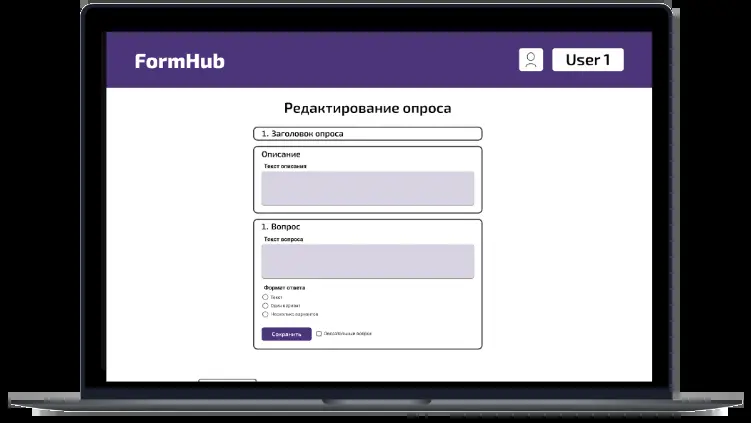 FormHub
User 1
Редактирование опроса
1. Заголовок опроса
Описание
Текст описания
1. Вопрос
Текст вопроса
Формат ответа
Текст
Один вариант
Несколько вариантов
Сохранить
Обязательный вопрос